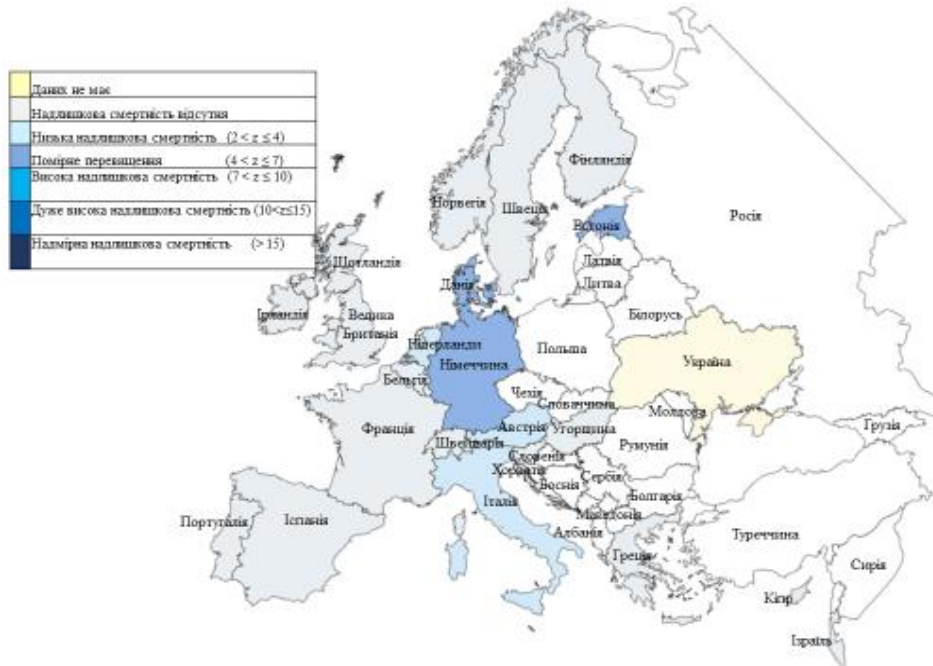 Даних не має
Надлишкова смертність відсутня
Низька надлишкова смертність (2 < z ≤ 4)
Помірне перевищення (4 < z ≤ 7)
Висока надлишкова смертність (7 < z ≤ 10)
Дуже висока надлишкова смертність (10<z≤15)
Надмірна надлишкова смертність (> 15)
Фінляндія
Норвегія
Швеція
Росія
Естонія
Шотландія
Латвія
Данія
Литва
Ірландія
Велика
Британія
Білорусь
Нідерланди
Польша
Німеччина
Україна
Бельгія
Чехія
Словаччина
Молдова
Франція
Австрія
Угорщина
Грузія
Швейцарія
Румунія
Словенія
Хорватія
Сербія
Боснія
Італія
Болгарія
Португалія
Іспанія
Македонія
Албанія
Туреччина
Греція
Сирія
Кіпр
Ізраїль